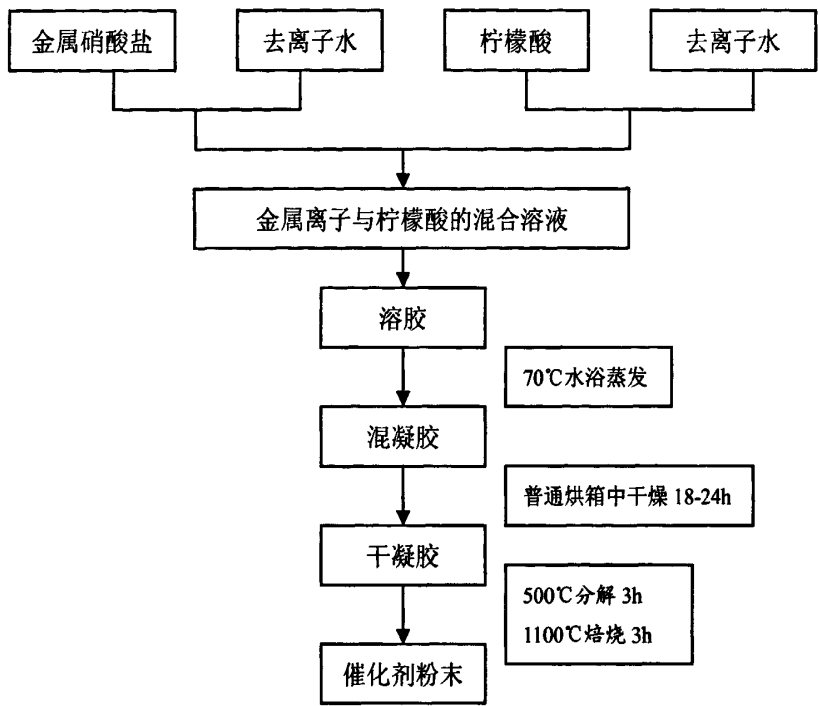 金属硝酸盐
去离子水
柠檬酸
去离子水
金属离子与柠檬酸的混合溶液
溶胶
70℃水浴蒸发
混凝胶
普通烘箱中干燥 18-24h
干凝胶
500℃分解 3h
1100℃焙烧 3h
催化剂粉末